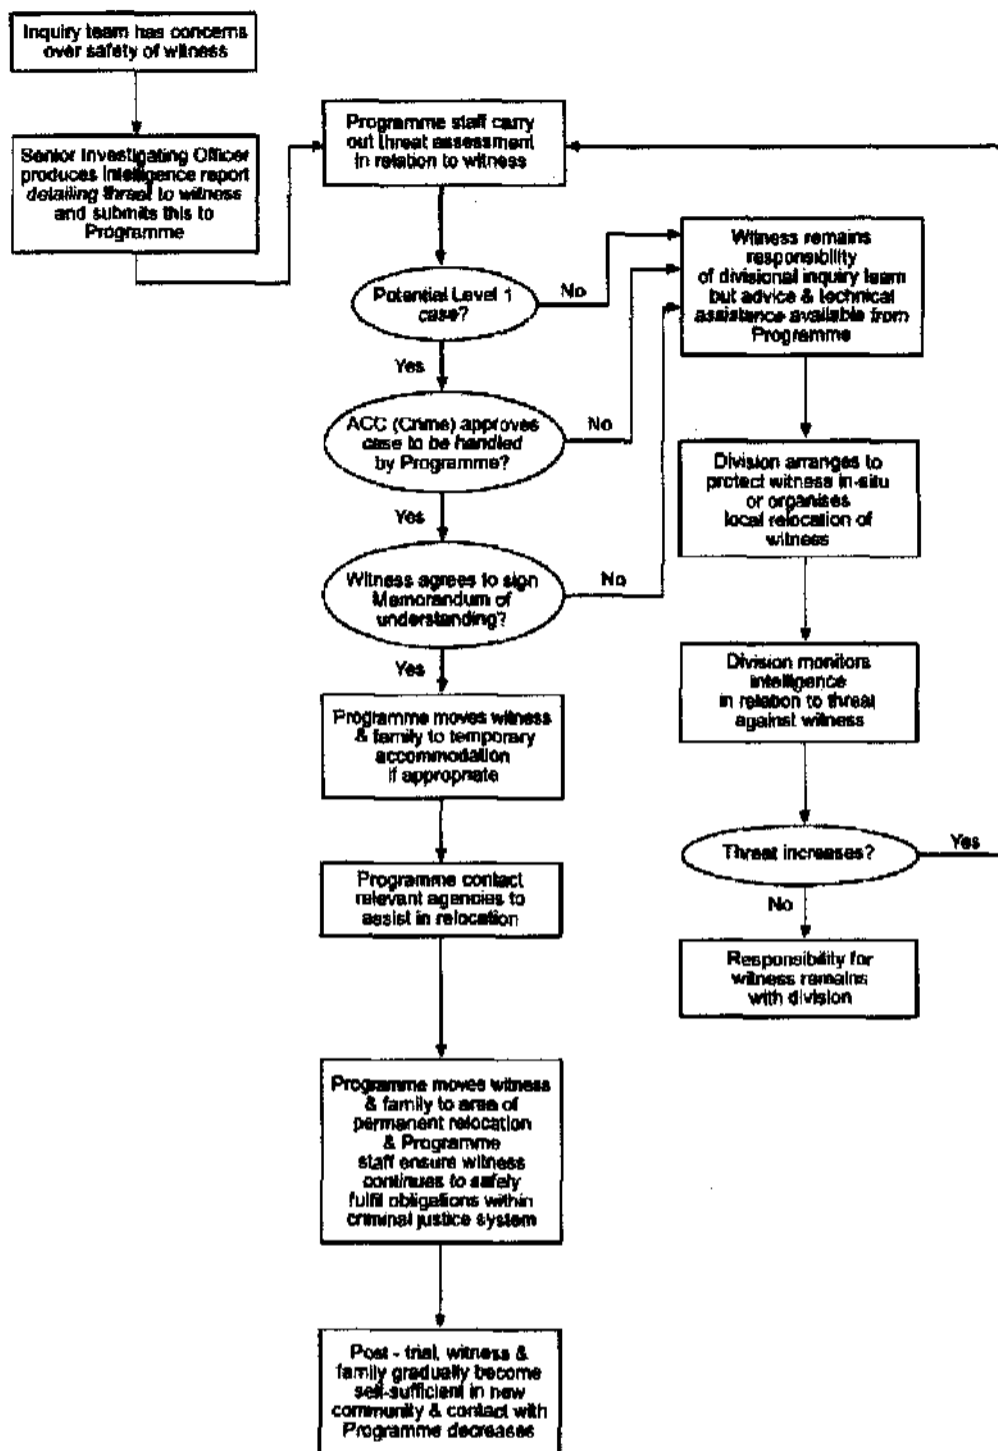 Inquiry team has concerns
over safety of witness
Senior Investigating Officer
produces intelligence report
detailing threat to witness
and submits this to
Programme
Programme staff carry
out threat assessment
in relation to witness
Potential Level 1
case?
No
Yes
ACC (Crime) approves
case to be handled
by Programme?
No
Yes
Witness agrees to sign
Memorandum of
understanding?
No
Yes
Programme moves witness
& family to temporary
accommodation
if appropriate
Programme contact
relevant agencies to
assist in relocation
Programme moves witness
& family to area of
permanent relocation
& Programme
staff ensure witness
continues to safely
fulfil obligations within
criminal justice system
Post - trial, witness &
family gradually become
self-sufficient in new
community & contact with
Programme decreases
Witness remains
responsibility
of divisional inquiry team
but advice & technical
assistance available from
Programme
Division arranges to
protect witness in-situ
or organises
local relocation of
witness
Division monitors
intelligence
in relation to threat
against witness
Threat increases?
Yes
No
Responsibility for
witness remains
with division